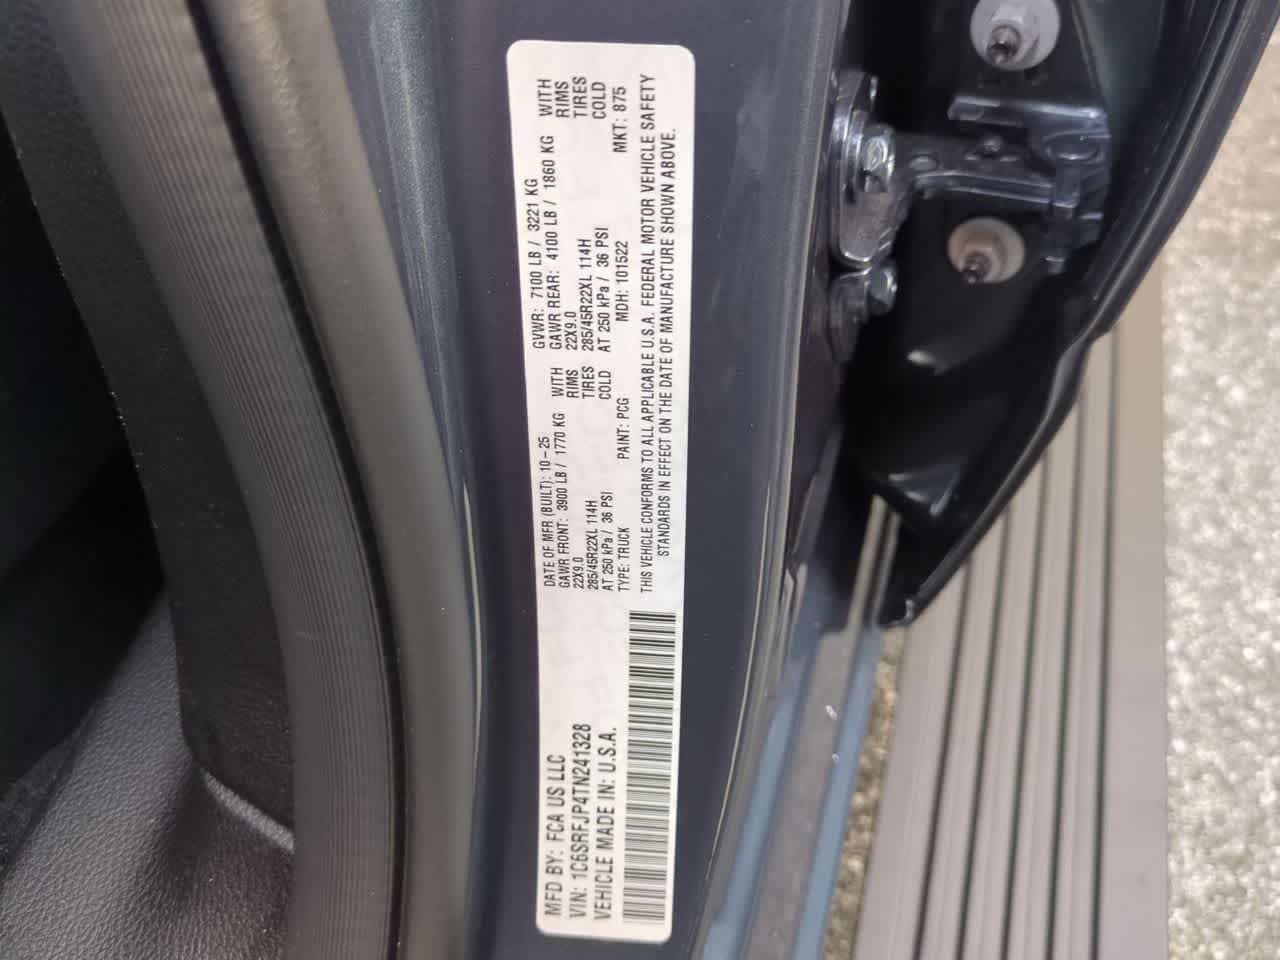 MFD BY: FCA US LLC
VIN: 1C6SRFJP4TN241328
VEHICLE MADE IN: U.S.A.
DATE OF MFR (BUILT): 10-25
GVWR: 7100 LB / 3221 KG
GAWR FRONT: 3900 LB / 1770 KG WITH
22X9.0 RIMS
285/45R22XL 114H TIRES
AT 250 kPa / 36 PSI COLD
GAWR REAR: 4100 LB / 1860 KG WITH
22X9.0 RIMS
285/45R22XL 114H TIRES
AT 250 kPa / 36 PSI COLD
TYPE: TRUCK PAINT: PCG MDH: 101522 MKT: 875
THIS VEHICLE CONFORMS TO ALL APPLICABLE U.S.A. FEDERAL MOTOR VEHICLE SAFETY
STANDARDS IN EFFECT ON THE DATE OF MANUFACTURE SHOWN ABOVE.